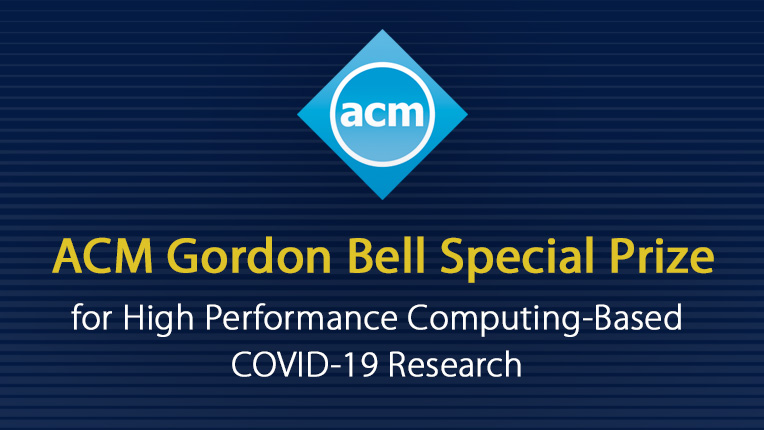 acm
ACM Gordon Bell Special Prize
for High Performance Computing-Based
COVID-19 Research